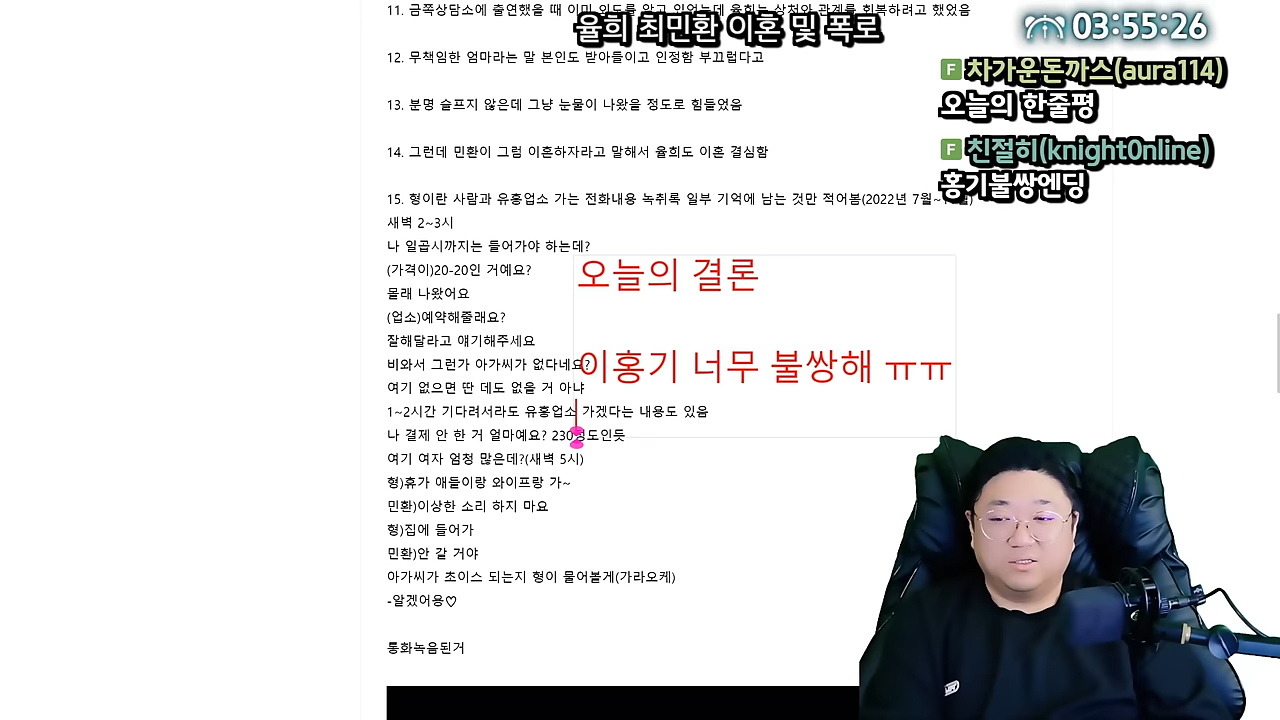 율희 최민환 이혼 및 폭로
03:55:26
차가운돈까스(aura114)
오늘의 한줄평
친절히(knight0nline)
홍기불쌍엔딩
11. 금쪽상담소에 출연했을 때 이미 외도를 알고 있었는데 율희는 상처와 관계를 회복하려고 했었음
12. 무책임한 엄마라는 말 본인도 받아들이고 인정함 부끄럽다고
13. 분명 슬프지 않은데 그냥 눈물이 나왔을 정도로 힘들었음
14. 그런데 민환이 그럼 이혼하자라고 말해서 율희도 이혼 결심함
15. 형이란 사람과 유흥업소 가는 전화내용 녹취록 일부 기억에 남는 것만 적어봄(2022년 7월~
새벽 2~3시
나 일곱시까지는 들어가야 하는데?
(가격이)20-20인 거예요?
몰래 나왔어요
(업소)예약해줄래요?
잘해달라고 얘기해주세요
비와서 그런가 아가씨가 없다네요?
여기 없으면 딴 데도 없을 거 아냐
1~2시간 기다려서라도 유흥업소 가겠다는 내용도 있음
나 결제 안 한 거 얼마예요? 230정도인듯
여기 여자 엄청 많은데?(새벽 5시)
형)휴가 애들이랑 와이프랑 가~
민환)이상한 소리 하지 마요
형)집에 들어가
민환)안 갈 거야
아가씨가 초이스 되는지 형이 물어볼게(가라오케)
-알겠어용♡
통화녹음된거
오늘의 결론
이홍기 너무 불쌍해 ㅠㅠ